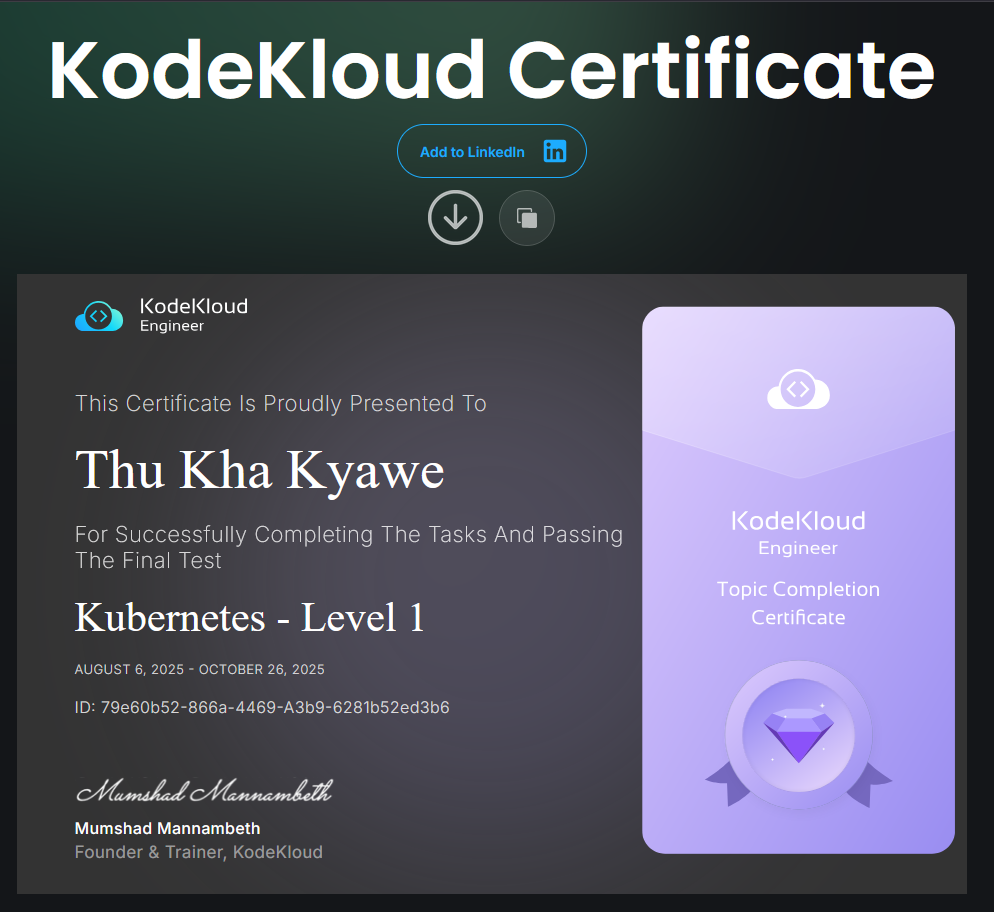 KodeKloud Certificate
Add to LinkedIn
KodeKloud
Engineer
This Certificate Is Proudly Presented To
Thu Kha Kyawe
For Successfully Completing The Tasks And Passing
The Final Test
Kubernetes - Level 1
AUGUST 6, 2025 - OCTOBER 26, 2025
ID: 79e60b52-866a-4469-A3b9-6281b52ed3b6
Mumshad Mannambeth
Mumshad Mannambeth
Founder & Trainer, KodeKloud
KodeKloud
Engineer
Topic Completion
Certificate